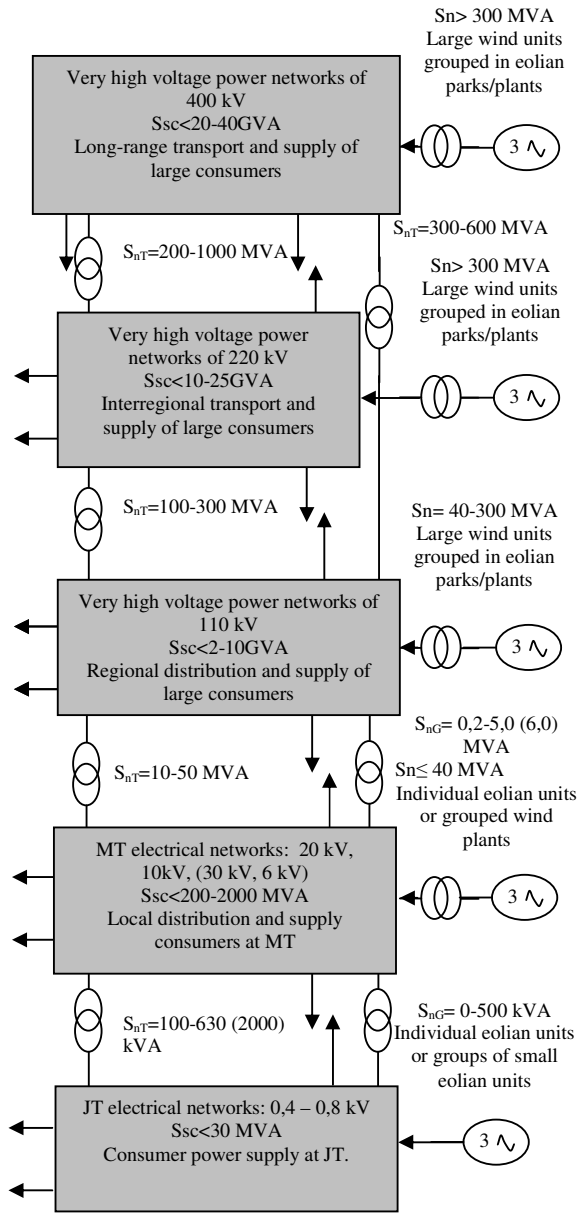 Sn> 300 MVA
Large wind units
grouped in eolian
parks/plants
Very high voltage power networks of
400 kV
Ssc<20-40GVA
Long-range transport and supply of
large consumers
3
SnT=200-1000 MVA
SnT=300-600 MVA
Sn> 300 MVA
Large wind units
grouped in eolian
parks/plants
Very high voltage power
networks of 220 kV
Ssc<10-25GVA
Interregional transport and
supply of large consumers
3
SnT=100-300 MVA
Sn= 40-300 MVA
Large wind units
grouped in eolian
parks/plants
Very high voltage power networks of
110 kV
Ssc<2-10GVA
Regional distribution and supply of
large consumers
3
SnT=10-50 MVA
SnG= 0,2-5,0 (6,0)
MVA
Sn≤ 40 MVA
Individual eolian units
or grouped wind
plants
MT electrical networks: 20 kV,
10kV, (30 kV, 6 kV)
Ssc<200-2000 MVA
Local distribution and supply
consumers at MT
3
SnT=100-630 (2000)
kVA
SnG= 0-500 kVA
Individual eolian units
or groups of small
eolian units
JT electrical networks: 0,4 – 0,8 kV
Ssc<30 MVA
Consumer power supply at JT.
3